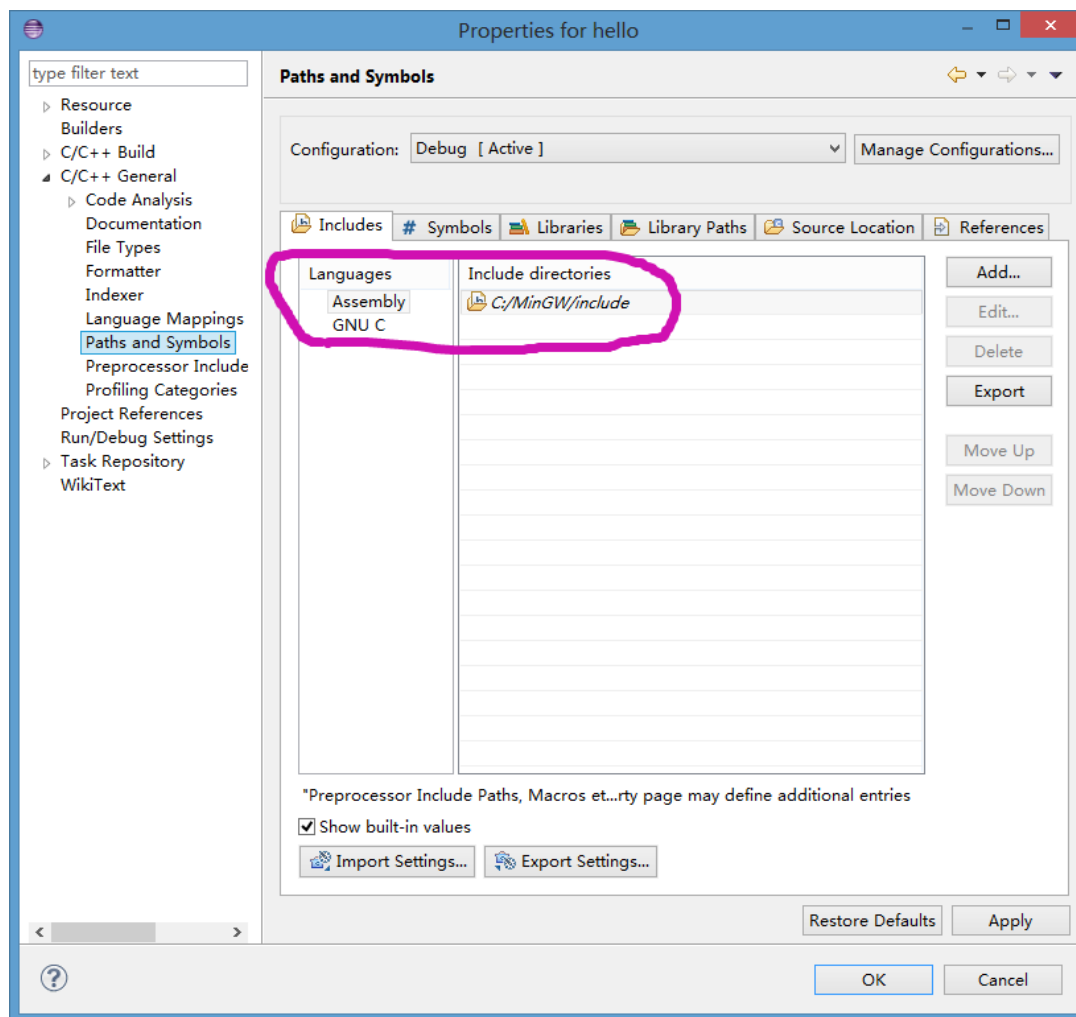 Properties for hello
type filter text
Resource
Builders
C/C++ Build
C/C++ General
Code Analysis
Documentation
File Types
Formatter
Indexer
Language Mappings
Paths and Symbols
Preprocessor Include
Profiling Categories
Project References
Run/Debug Settings
Task Repository
WikiText
Paths and Symbols
Configuration: Debug [ Active ] Manage Configurations...
Includes # Symbols Libraries Library Paths Source Location References
Languages Include directories
Assembly C:/MinGW/include
GNU C
Add...
Edit...
Delete
Export
Move Up
Move Down
"Preprocessor Include Paths, Macros et...rty page may define additional entries
Show built-in values
Import Settings... Export Settings...
Restore Defaults Apply
OK Cancel